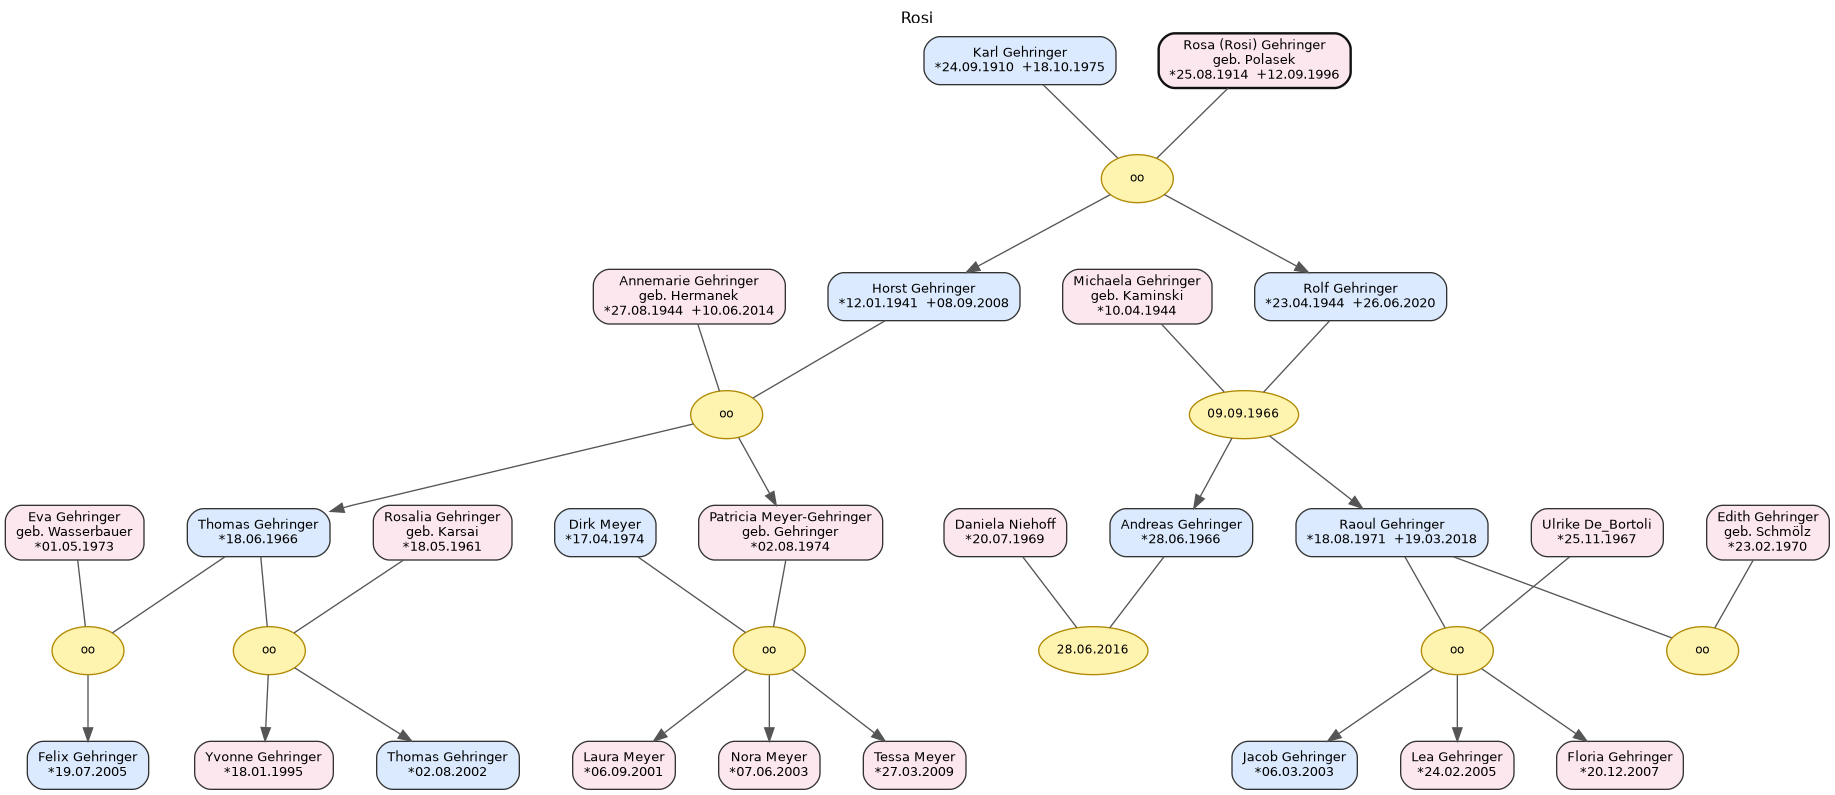 Rosi
Karl Gehringer
*24.09.1910  +18.10.1975
Rosa (Rosi) Gehringer
geb. Polasek
*25.08.1914  +12.09.1996
oo
Annemarie Gehringer
geb. Hermanek
*27.08.1944  +10.06.2014
Horst Gehringer
*12.01.1941  +08.09.2008
Michaela Gehringer
geb. Kaminski
*10.04.1944
Rolf Gehringer
*23.04.1944  +26.06.2020
oo
09.09.1966
Eva Gehringer
geb. Wasserbauer
*01.05.1973
Thomas Gehringer
*18.06.1966
Rosalia Gehringer
geb. Karsai
*18.05.1961
Dirk Meyer
*17.04.1974
Patricia Meyer-Gehringer
geb. Gehringer
*02.08.1974
Daniela Niehoff
*20.07.1969
Andreas Gehringer
*28.06.1966
Raoul Gehringer
*18.08.1971  +19.03.2018
Ulrike De_Bortoli
*25.11.1967
Edith Gehringer
geb. Schmölz
*23.02.1970
oo
oo
oo
28.06.2016
oo
oo
Felix Gehringer
*19.07.2005
Yvonne Gehringer
*18.01.1995
Thomas Gehringer
*02.08.2002
Laura Meyer
*06.09.2001
Nora Meyer
*07.06.2003
Tessa Meyer
*27.03.2009
Jacob Gehringer
*06.03.2003
Lea Gehringer
*24.02.2005
Floria Gehringer
*20.12.2007